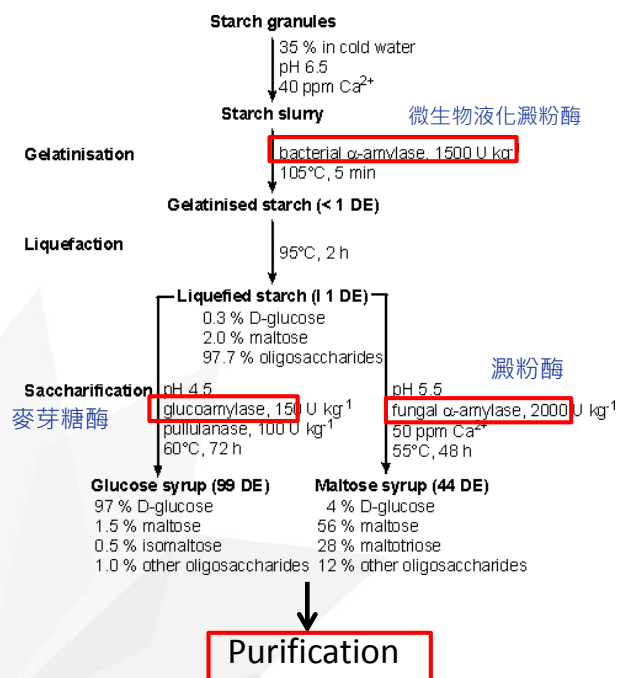 Starch granules
35 % in cold water
pH 6.5
40 ppm Ca²⁺
Starch slurry
微生物液化澱粉酶
Gelatinisation
bacterial α-amylase, 1500 U kg⁻
105°C, 5 min
Gelatinised starch (< 1 DE)
Liquefaction
95°C, 2 h
Liquefied starch (I 1 DE)
0.3 % D-glucose
2.0 % maltose
97.7 % oligosaccharides
澱粉酶
Saccharification
麥芽糖酶
pH 4.5
glucoamylase, 150 U kg⁻¹
pullulanase, 100 U kg⁻¹
60°C, 72 h
pH 5.5
fungal α-amylase, 2000 U kg⁻¹
50 ppm Ca²⁺
55°C, 48 h
Glucose syrup (99 DE)
97 % D-glucose
1.5 % maltose
0.5 % isomaltose
1.0 % other oligosaccharides
Maltose syrup (44 DE)
4 % D-glucose
56 % maltose
28 % maltotriose
12 % other oligosaccharides
Purification